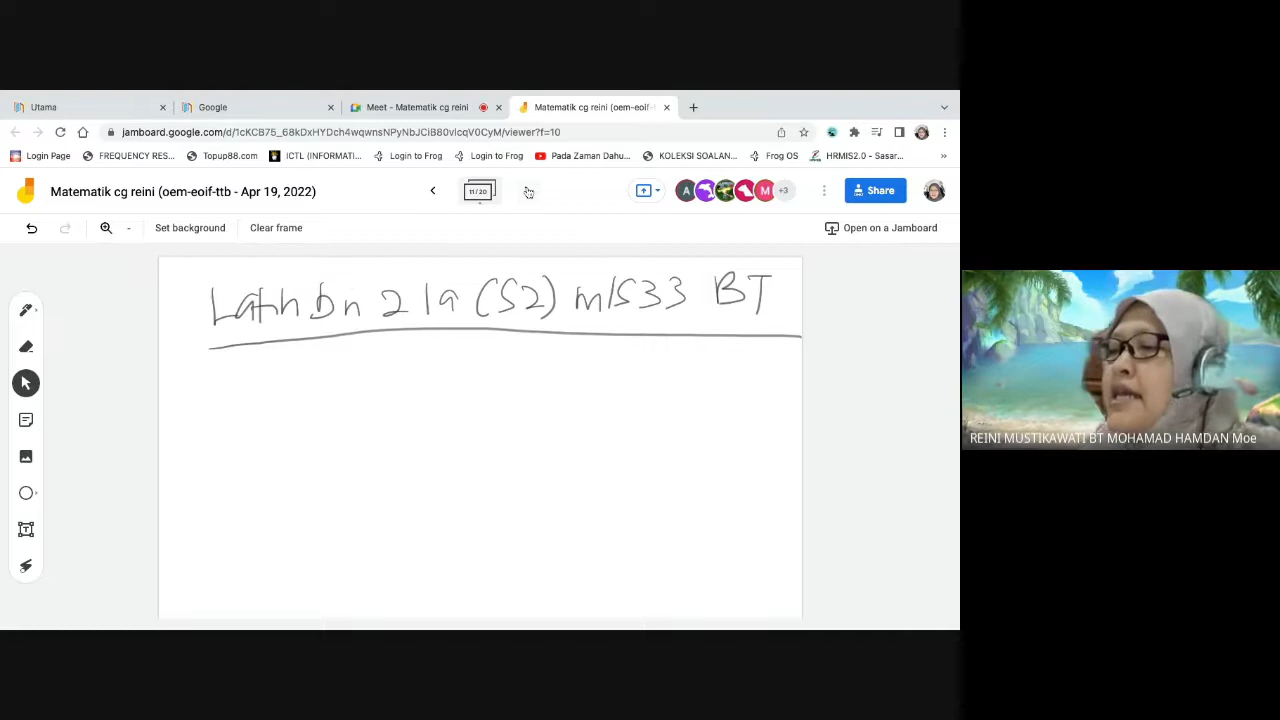 Utama
Google
Meet - Matematik cg reini
Matematik cg reini (oem-eoif-
jamboard.google.com/d/1cKCB75_68kDxHYDch4wqwnsNPyNbJCiB80vlcqV0CyM/viewer?f=10
Login Page
FREQUENCY RES...
Topup88.com
ICTL (INFORMATI...
Login to Frog
Login to Frog
Pada Zaman Dahu...
KOLEKSI SOALAN...
Frog OS
HRMIS2.0 - Sasar...
»
Matematik cg reini (oem-eoif-ttb - Apr 19, 2022)
11/20
A
M
+3
Share
Set background
Clear frame
Open on a Jamboard
Latihbn 2 1a (S2) m/s33 BT
REINI MUSTIKAWATI BT MOHAMAD HAMDAN Moe